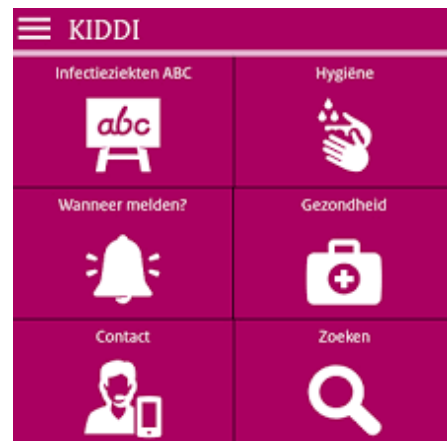 KIDDI
Infectieziekten ABC
Hygiëne
abc
Wanneer melden?
Gezondheid
Contact
Zoeken